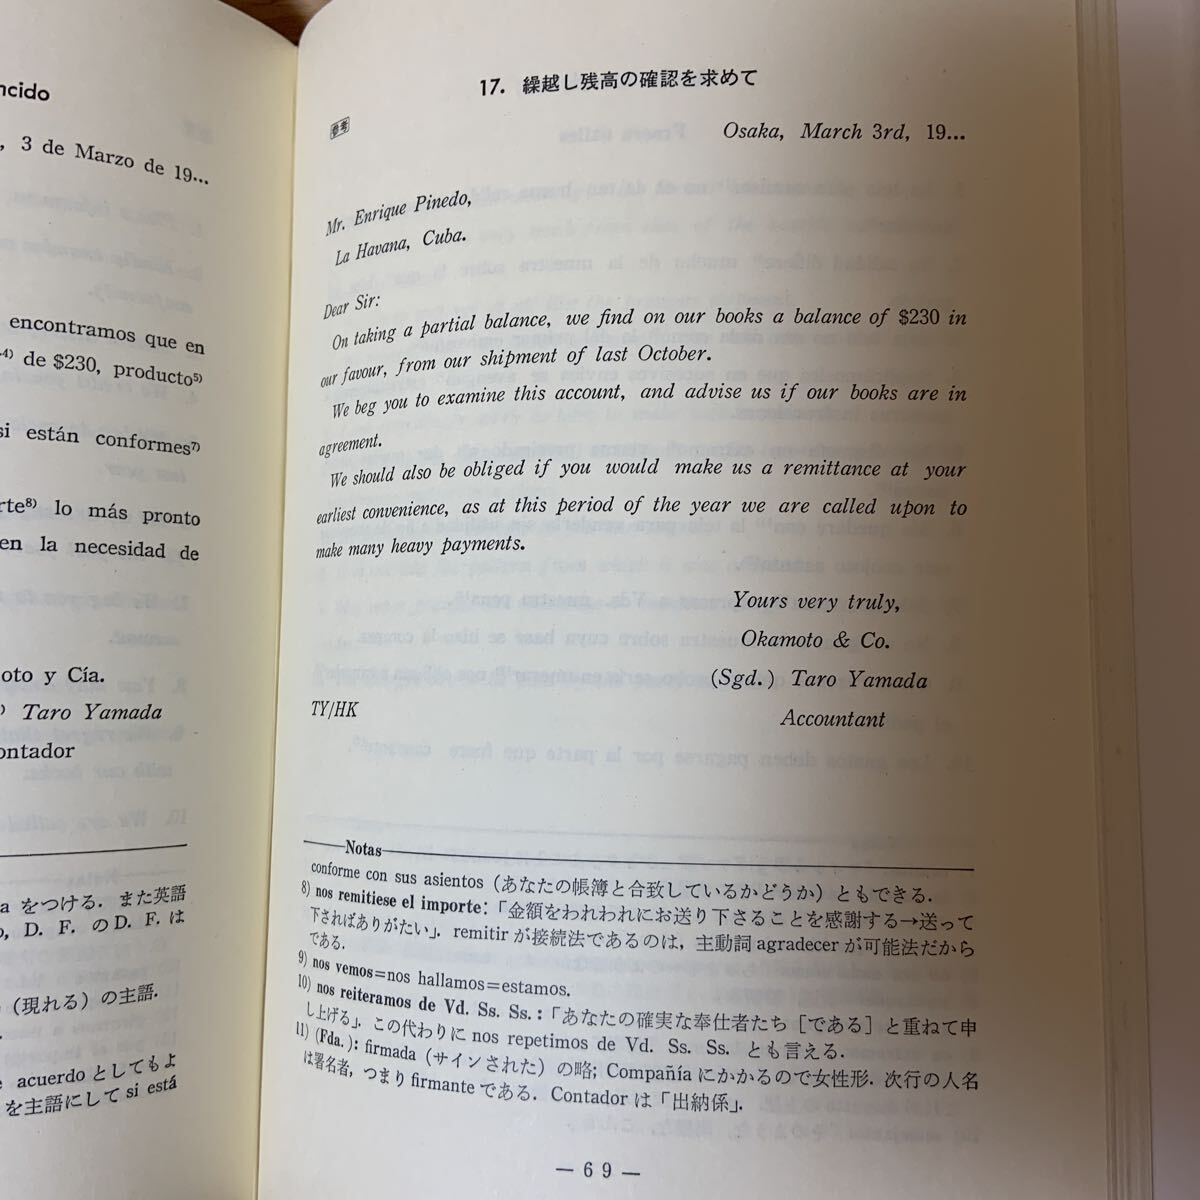 ncido
, 3 de Marzo de 19...
encontramos que en
4) de $230, producto5)
si están conformes7)
rte8) lo más pronto
en la necesidad de
oto y Cía.
) Taro Yamada
ontador
a をつける. また英語
o, D. F. のD. F. は
(現れる) の主語.
e acuerdo としてもよ
を主語にして si está
17. 繰越し残高の確認を求めて
参考
Osaka, March 3rd, 19...
Mr. Enrique Pinedo,
La Havana, Cuba.
Dear Sir:
On taking a partial balance, we find on our books a balance of $230 in
our favour, from our shipment of last October.
We beg you to examine this account, and advise us if our books are in
agreement.
We should also be obliged if you would make us a remittance at your
earliest convenience, as at this period of the year we are called upon to
make many heavy payments.
Yours very truly,
Okamoto & Co.
(Sgd.) Taro Yamada
TY/HK
Accountant
Notas
conforme con sus asientos (あなたの帳簿と合致しているかどうか) ともできる.
8) nos remitiese el importe:「金額をわれわれにお送り下さることを感謝する→送って
下さればありがたい」. remitir が接続法であるのは, 主動詞 agradecer が可能法だから
である.
9) nos vemos=nos hallamos=estamos.
10) nos reiteramos de Vd. Ss. Ss.:「あなたの確実な奉仕者たち [である] と重ねて申
し上げる」. この代わりに nos repetimos de Vd. Ss. Ss. とも言える.
11) (Fda.): firmada (サインされた) の略; Compañía にかかるので女性形. 次行の人名
は署名者, つまり firmante である. Contador は「出納係」.
— 69 —